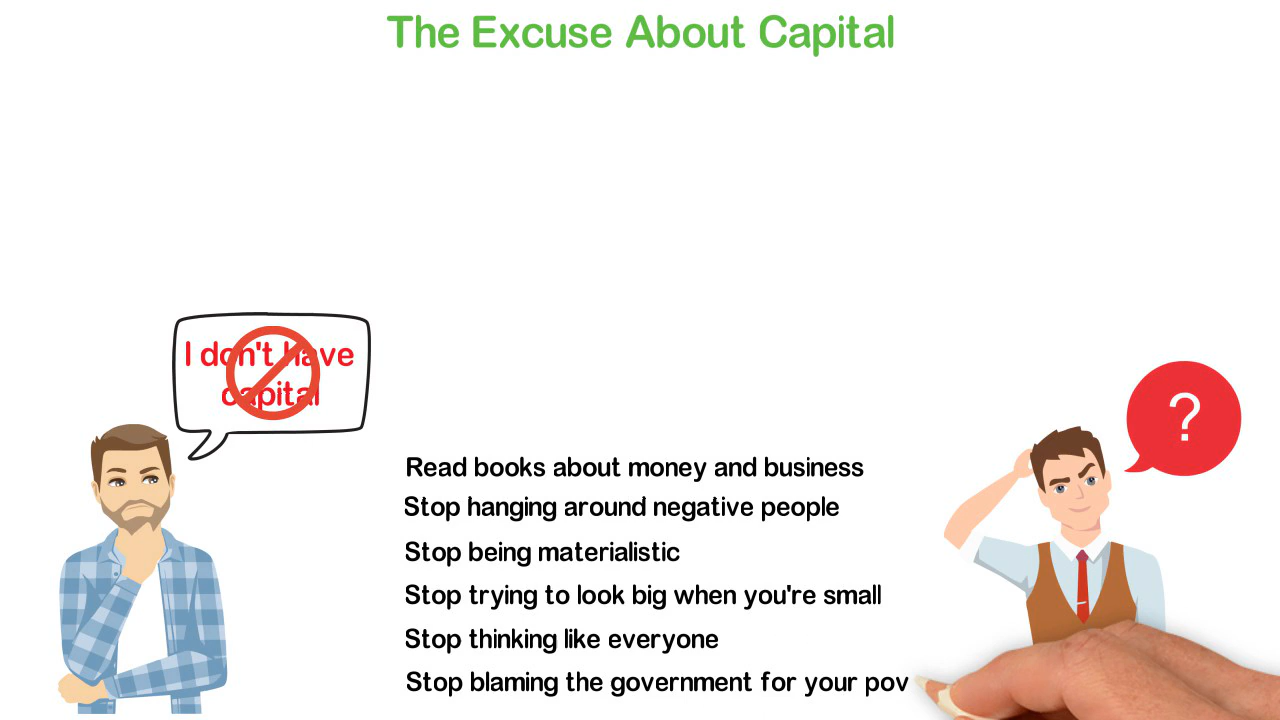 The Excuse About Capital
I don't have
capital
?
Read books about money and business
Stop hanging around negative people
Stop being materialistic
Stop trying to look big when you're small
Stop thinking like everyone
Stop blaming the government for your pov